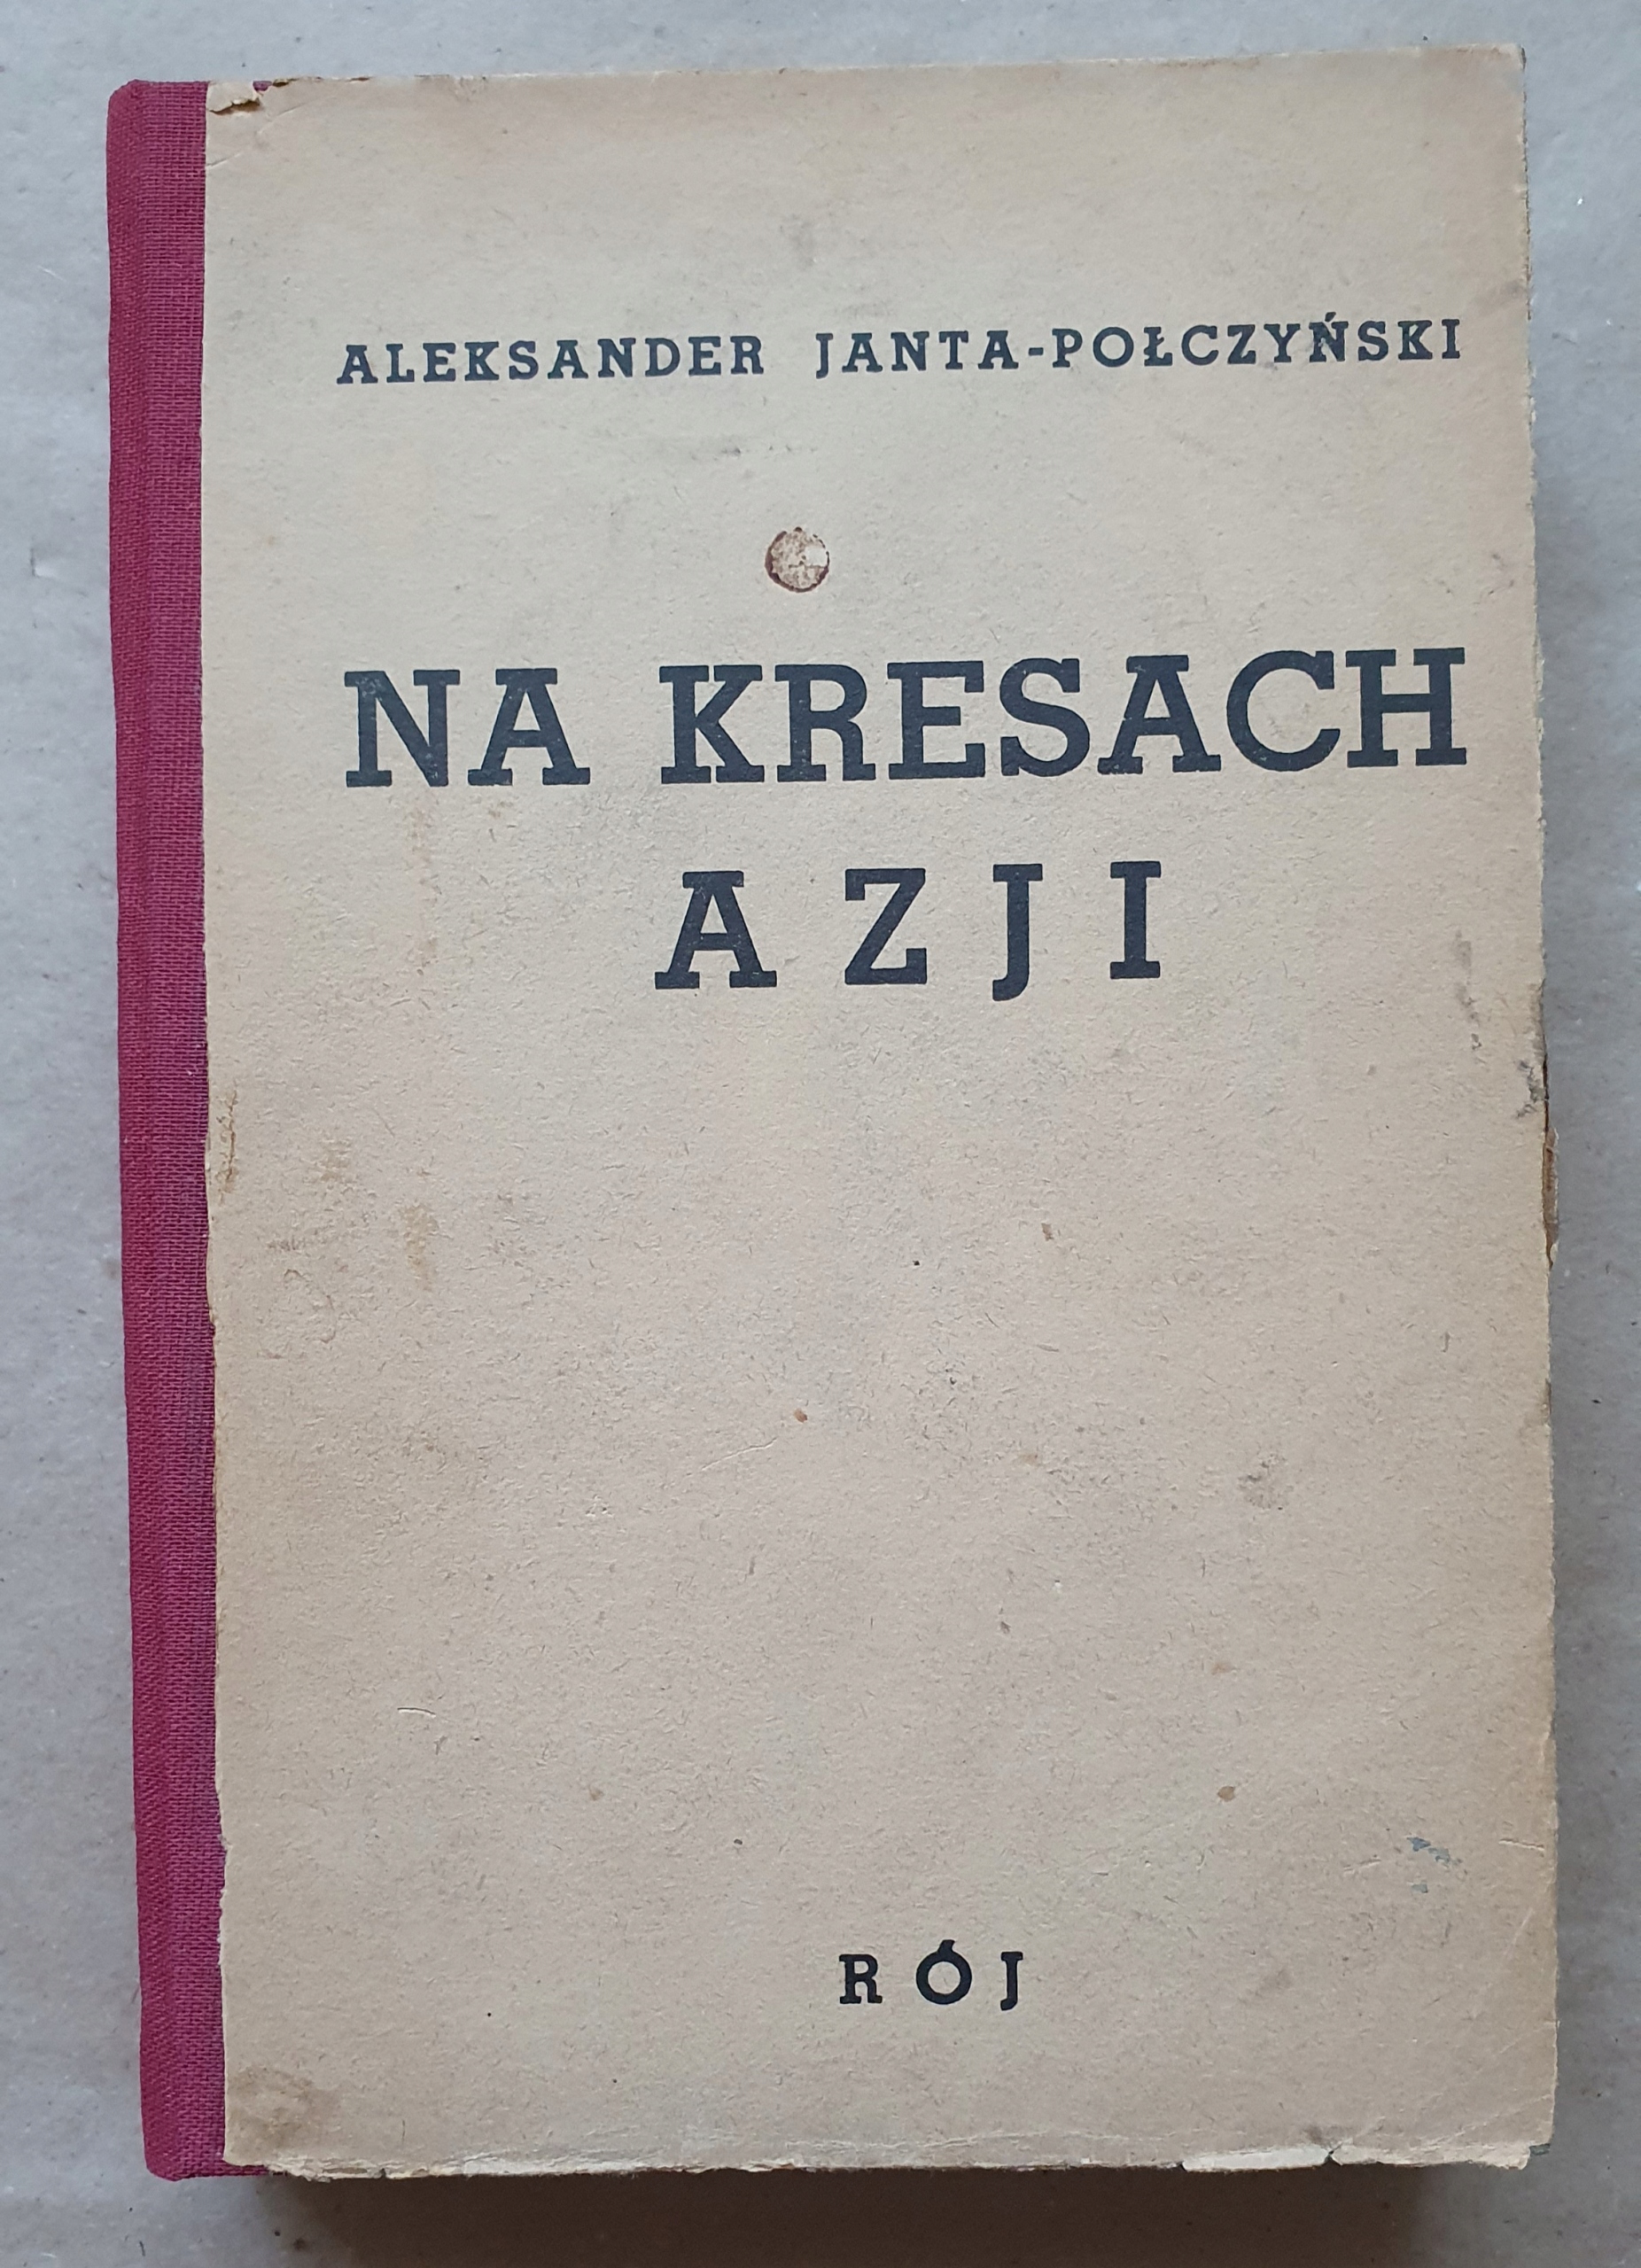 ALEKSANDER JANTA-POŁCZYŃSKI
NA KRESACH
AZJI
RÓJ